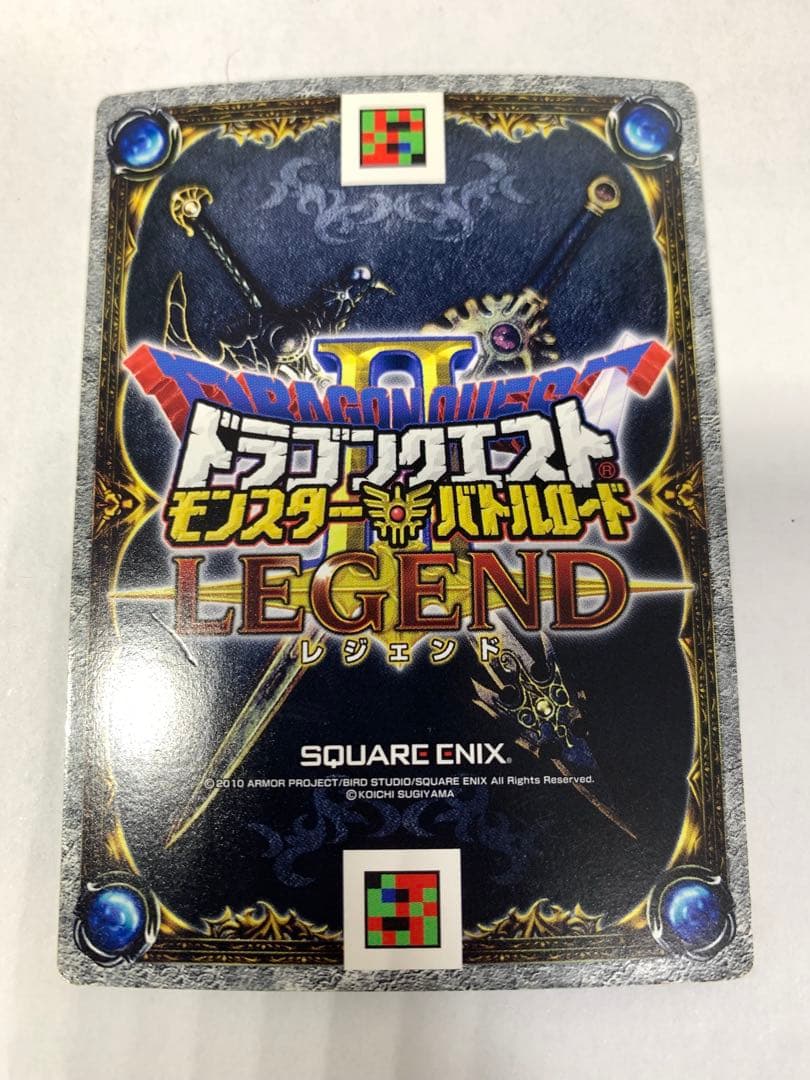 II
DRAGON QUEST
ドラゴンクエスト®
モンスターバトルロード
LEGEND
レジェンド
SQUARE ENIX®
©2010 ARMOR PROJECT/BIRD STUDIO/SQUARE ENIX All Rights Reserved.
©KOICHI SUGIYAMA